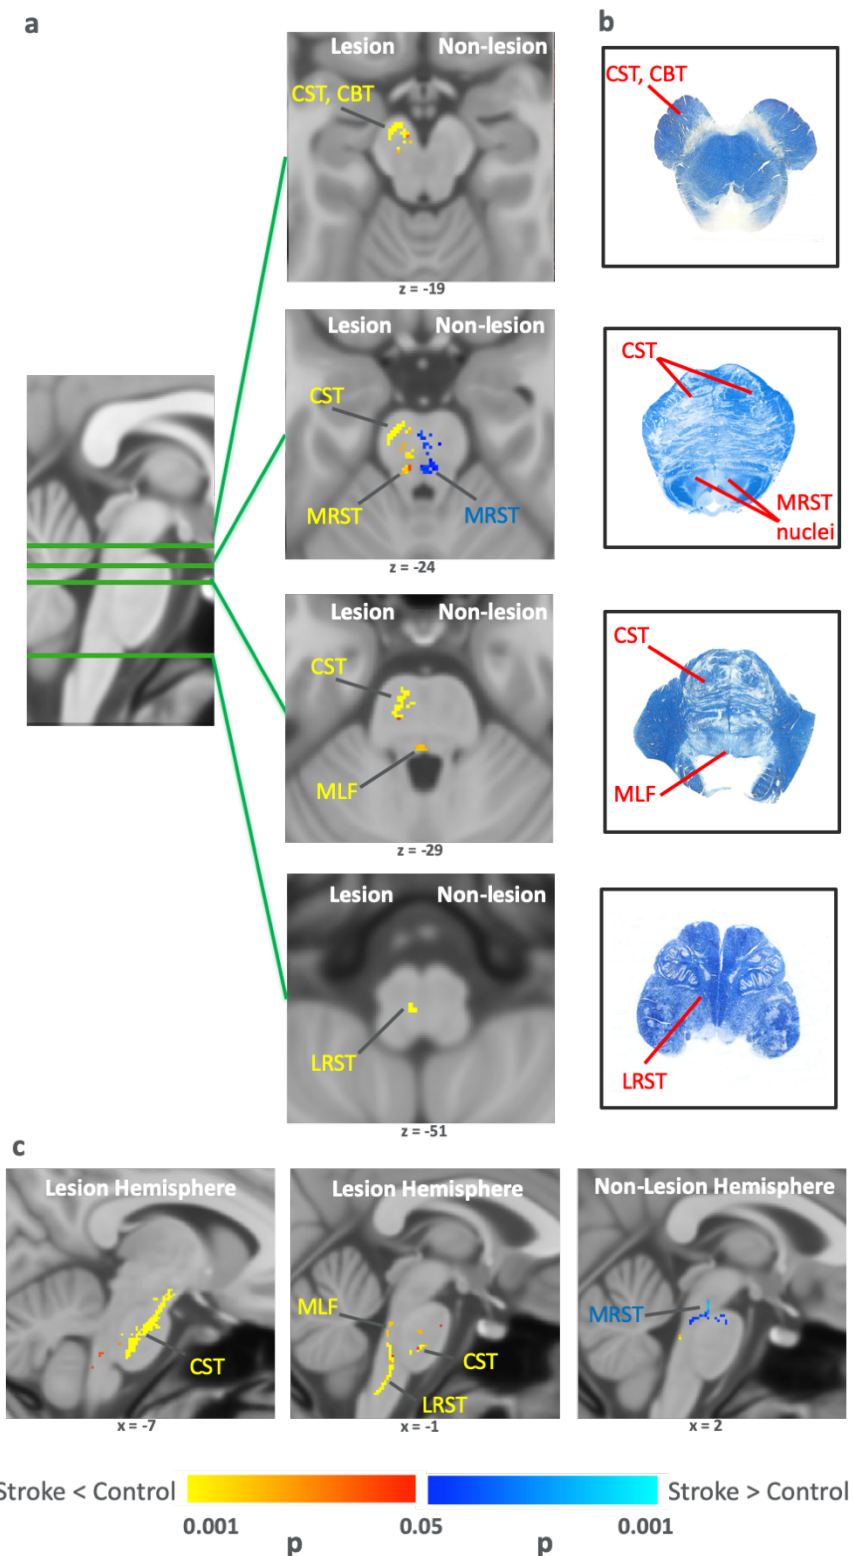 a
b
Lesion Non-lesion
CST, CBT
z = -19
CST, CBT
Lesion Non-lesion
CST
MRST
MRST
z = -24
CST
MRST
nuclei
Lesion Non-lesion
CST
MLF
z = -29
CST
MLF
Lesion Non-lesion
LRST
z = -51
LRST
c
Lesion Hemisphere
CST
x = -7
Lesion Hemisphere
MLF
CST
LRST
x = -1
Non-Lesion Hemisphere
MRST
x = 2
Stroke < Control
Stroke > Control
0.001 0.05 0.001
p p